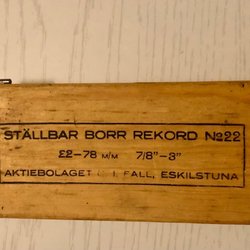 STÄLLBAR BORR REKORD No22
22-78 M/M 7/8"-3"
AKTIEBOLAGET FALL, ESKILSTUNA